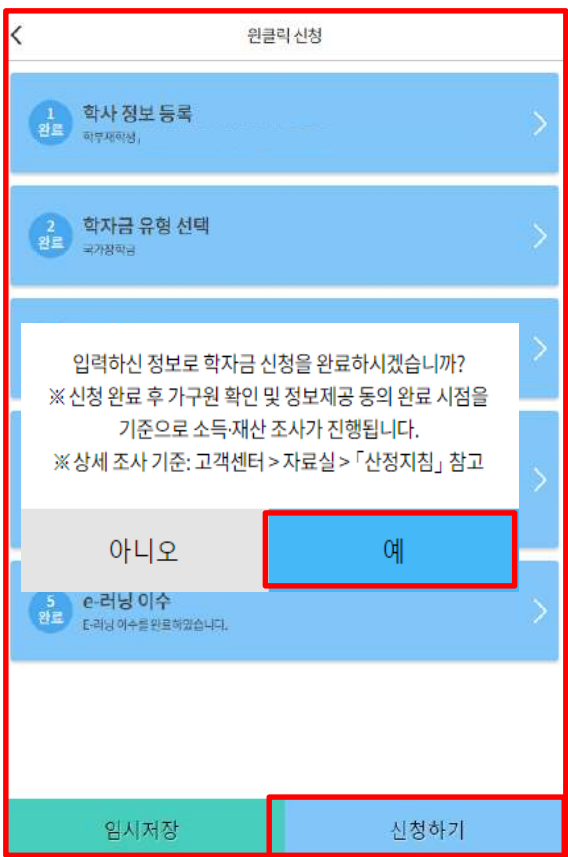 원클릭 신청
1
완료
학사 정보 등록
학부재학생,
2
완료
학자금 유형 선택
국가장학금
입력하신 정보로 학자금 신청을 완료하시겠습니까?
※ 신청 완료 후 가구원 확인 및 정보제공 동의 완료 시점을
기준으로 소득·재산 조사가 진행됩니다.
※ 상세 조사 기준: 고객센터 > 자료실 > 「산정지침」 참고
아니오
예
5
완료
e-러닝 이수
E-러닝 이수를 완료하였습니다.
임시저장
신청하기